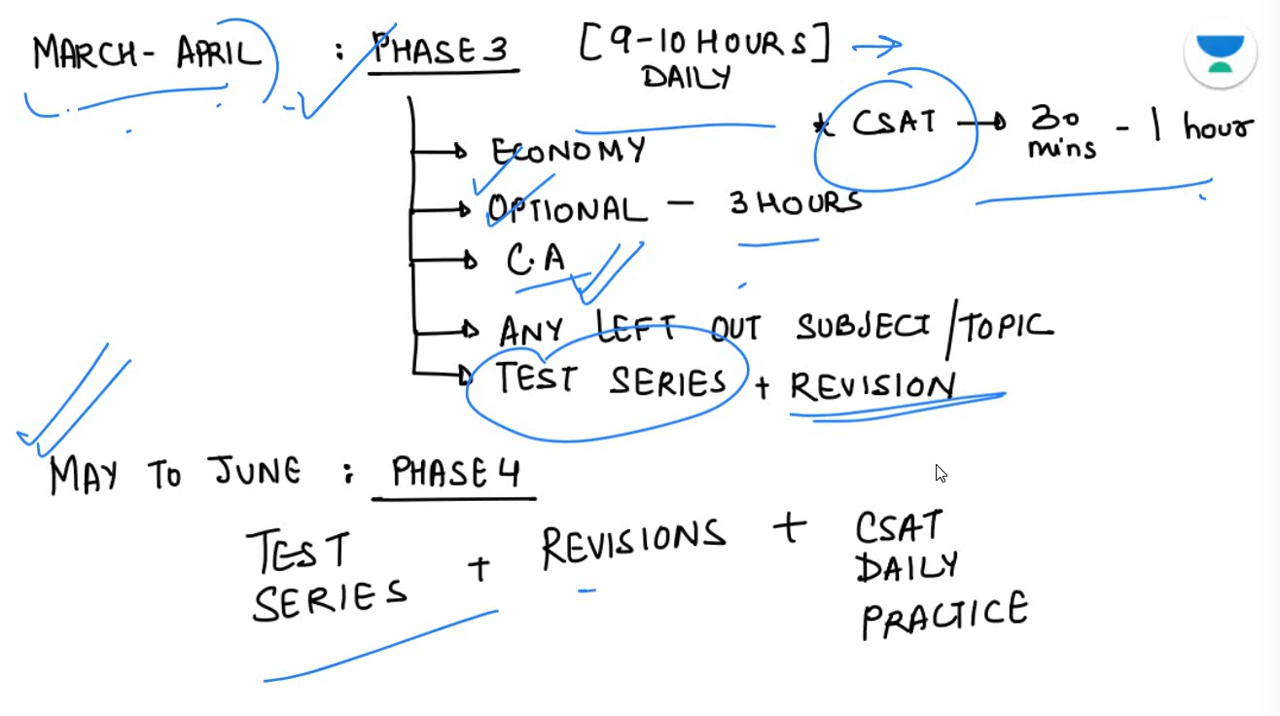 MARCH - APRIL : PHASE 3 [9-10 HOURS] →
DAILY
* CSAT → 30 mins - 1 hour
→ ECONOMY
→ OPTIONAL - 3 HOURS
→ C.A
→ ANY LEFT OUT SUBJECT/TOPIC
→ TEST SERIES + REVISION
MAY TO JUNE : PHASE 4
TEST SERIES + REVISIONS + CSAT DAILY PRACTICE